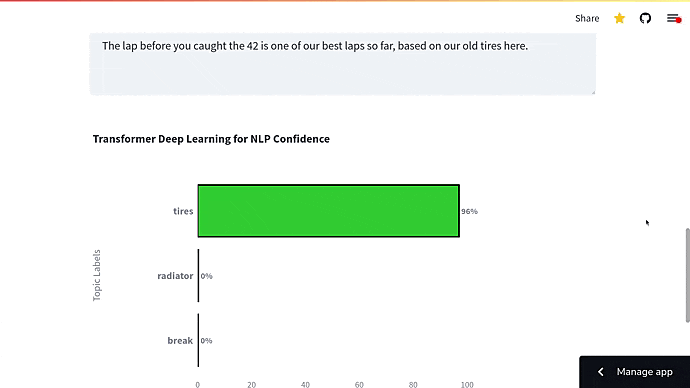 Share
The lap before you caught the 42 is one of our best laps so far, based on our old tires here.
Transformer Deep Learning for NLP Confidence
Topic Labels
tires 96%
radiator 0%
break 0%
0 20 40 60 80 100
Manage app